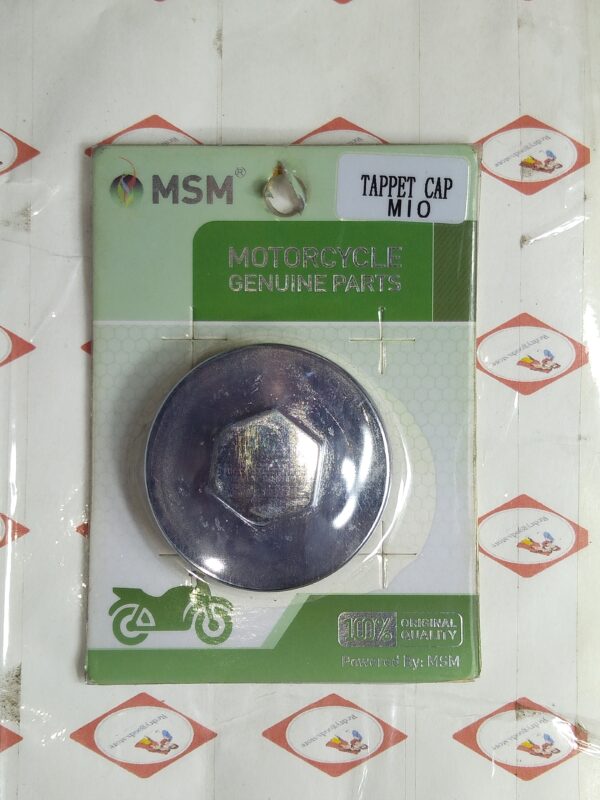 MSM®
TAPPET CAP
MIO
MOTORCYCLE
GENUINE PARTS
100% ORIGINAL
QUALITY
Powered By: MSM